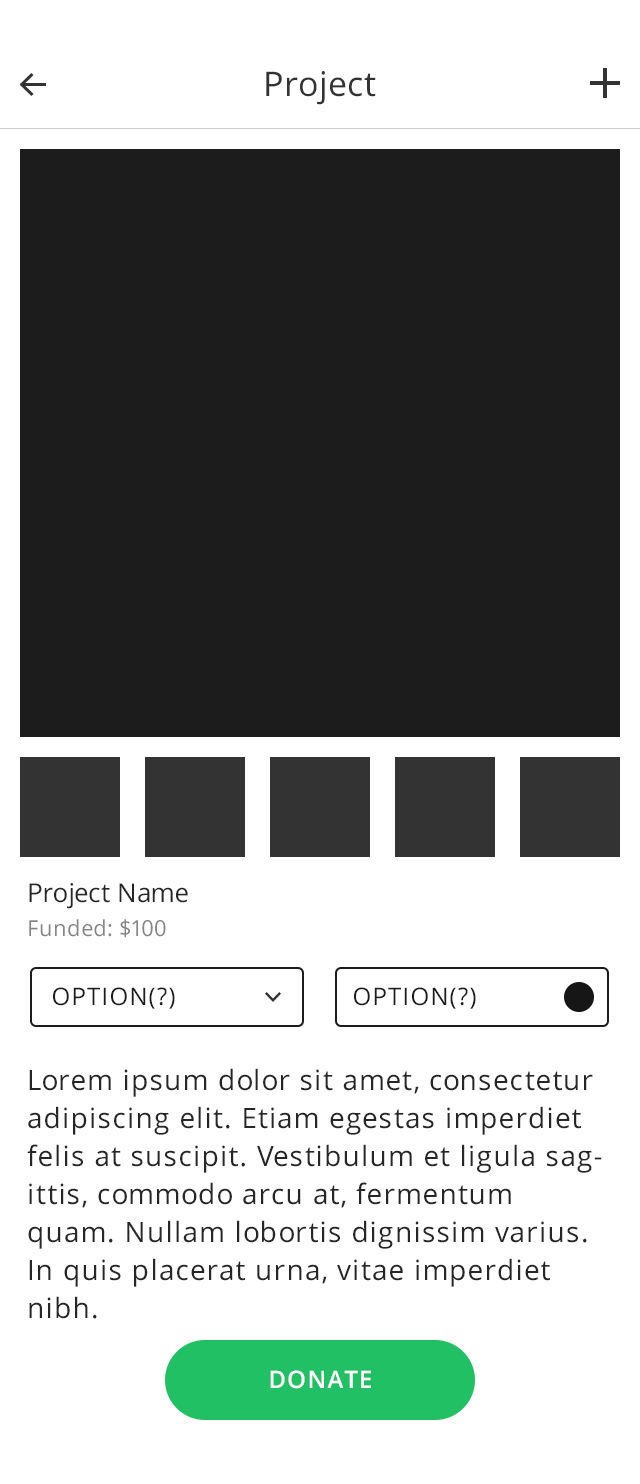 Project
Project Name
Funded: $100
OPTION(?)
OPTION(?)
Lorem ipsum dolor sit amet, consectetur
adipiscing elit. Etiam egestas imperdiet
felis at suscipit. Vestibulum et ligula sag-
ittis, commodo arcu at, fermentum
quam. Nullam lobortis dignissim varius.
In quis placerat urna, vitae imperdiet
nibh.
DONATE